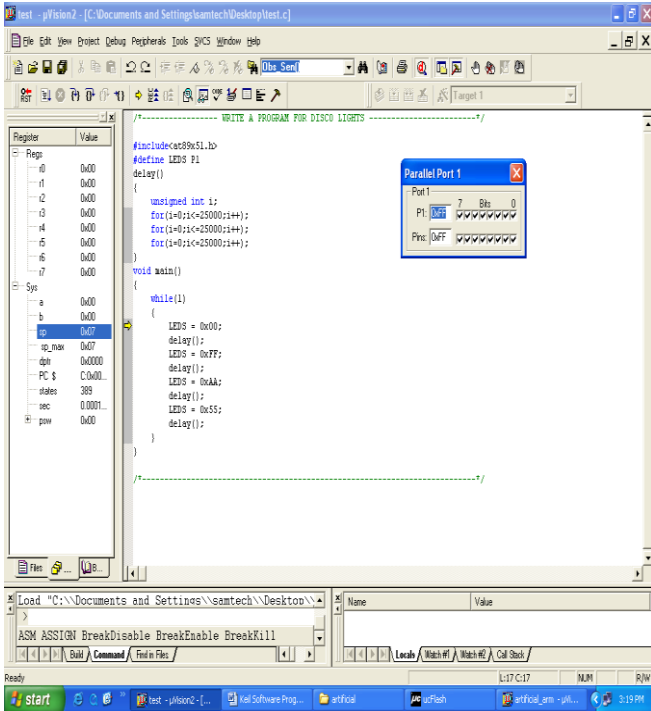 test - µVision2 - [C:\Documents and Settings\samtech\Desktop\test.c]
File Edit View Project Debug Peripherals Tools SVCS Window Help
Obs_Sen[
Target 1
Register Value
Regs
r0 0x00
r1 0x00
r2 0x00
r3 0x00
r4 0x00
r5 0x00
r6 0x00
r7 0x00
Sys
a 0x00
b 0x00
sp 0x07
sp_max 0x07
dptr 0x0000
PC $ C:0x00...
states 389
sec 0.0001...
psw 0x00
/*----------------- WRITE A PROGRAM FOR DISCO LIGHTS -------------------------*/
#include<at89x51.h>
#define LEDS P1
delay()
{
unsigned int i;
for(i=0;i<=25000;i++);
for(i=0;i<=25000;i++);
for(i=0;i<=25000;i++);
}
void main()
{
while(1)
{
LEDS = 0x00;
delay();
LEDS = 0xFF;
delay();
LEDS = 0xAA;
delay();
LEDS = 0x55;
delay();
}
}
/*---------------------------------------------------------------------------*/
Parallel Port 1
Port 1
7 Bits 0
P1: 0xFF
Pins: 0xFF
Files ... B...
Load "C:\\Documents and Settings\\samtech\\Desktop\\
>
ASM ASSIGN BreakDisable BreakEnable BreakKill
Build Command Find in Files
Name Value
Locals Watch #1 Watch #2 Call Stack
Ready L:17 C:17 NUM R/W
start test - µVision2 - [... Keil Software Prog... artificial ucFlash artificial_arm - µVi... 3:19 PM